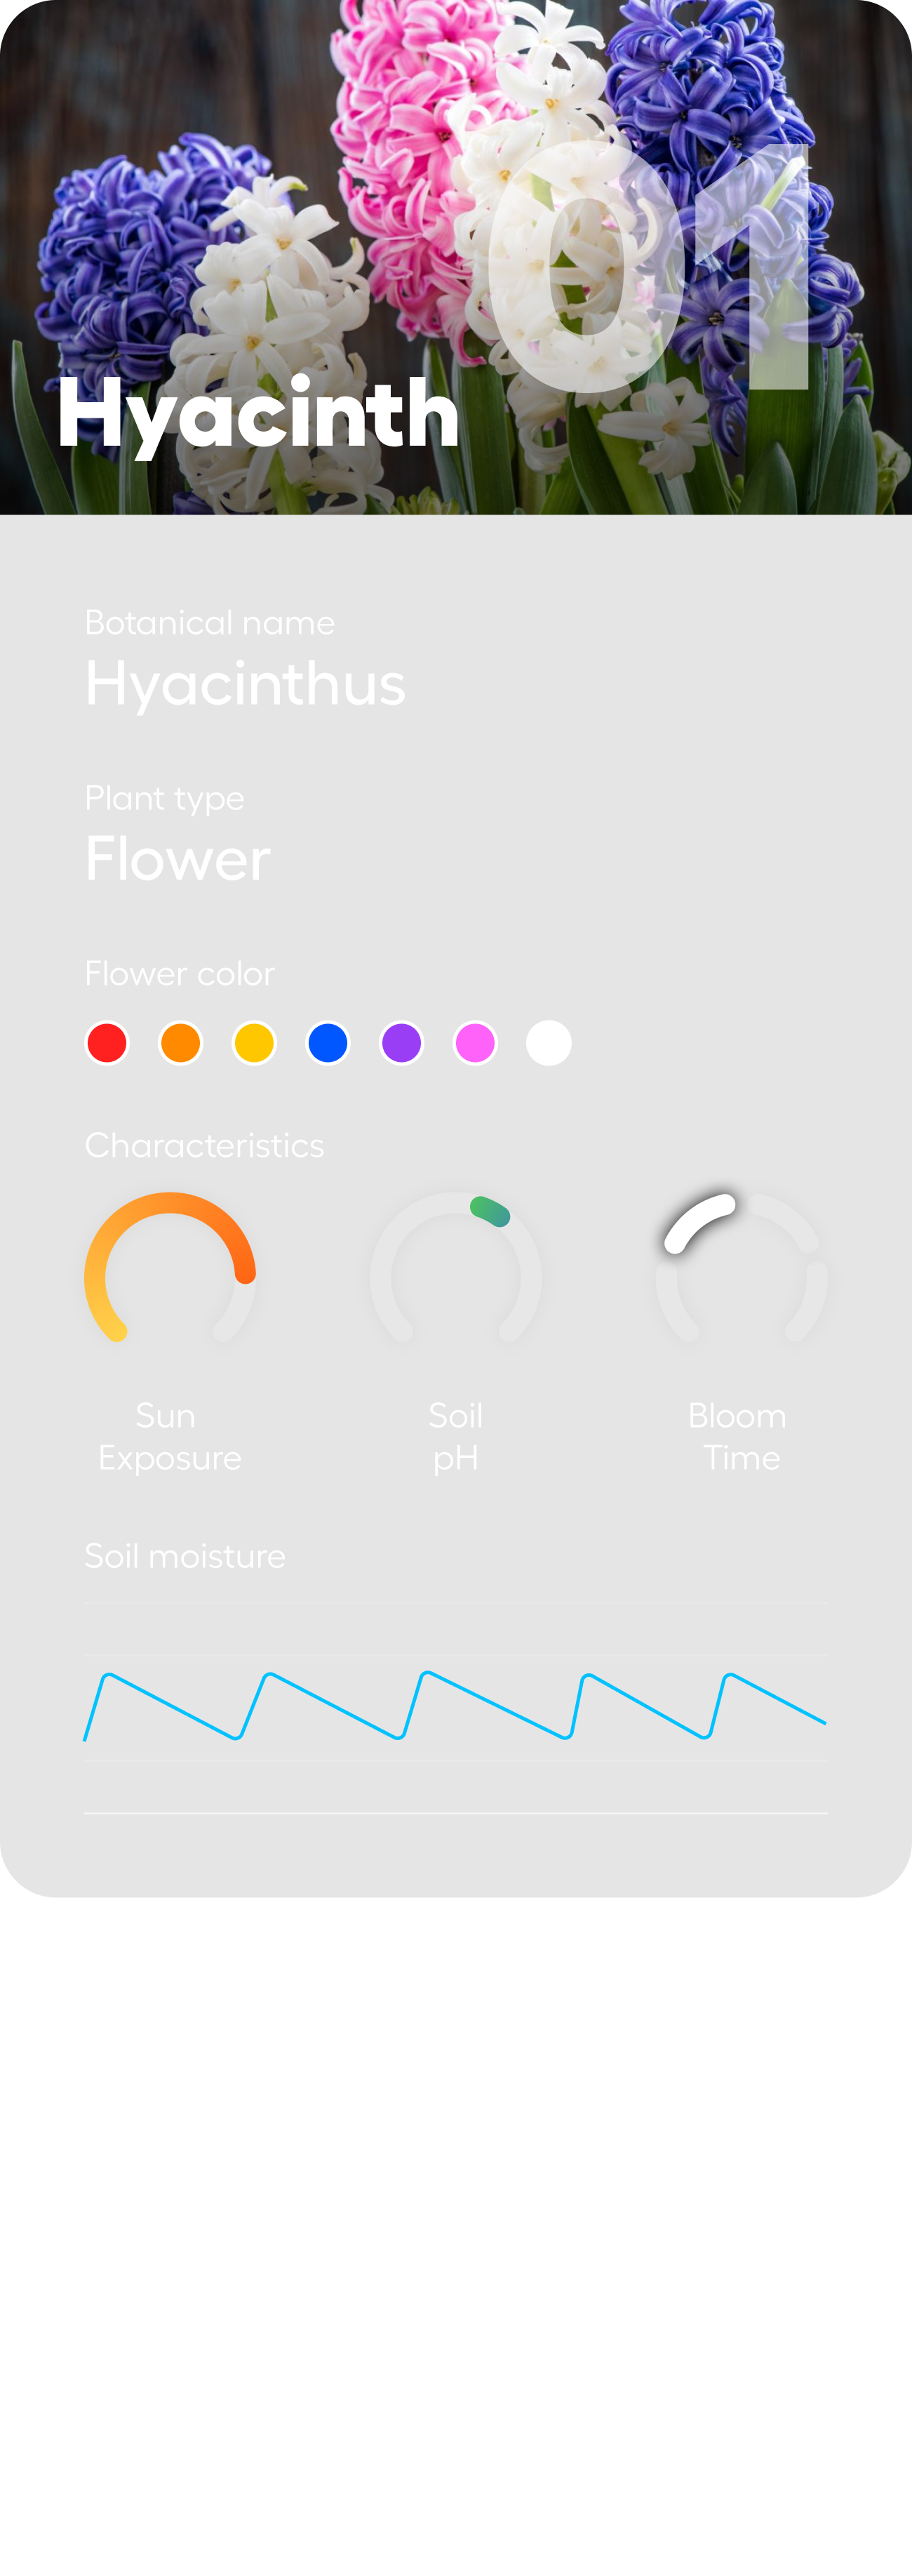 01
Hyacinth
Botanical name
Hyacinthus
Plant type
Flower
Flower color
Characteristics
Sun
Exposure
Soil
pH
Bloom
Time
Soil moisture